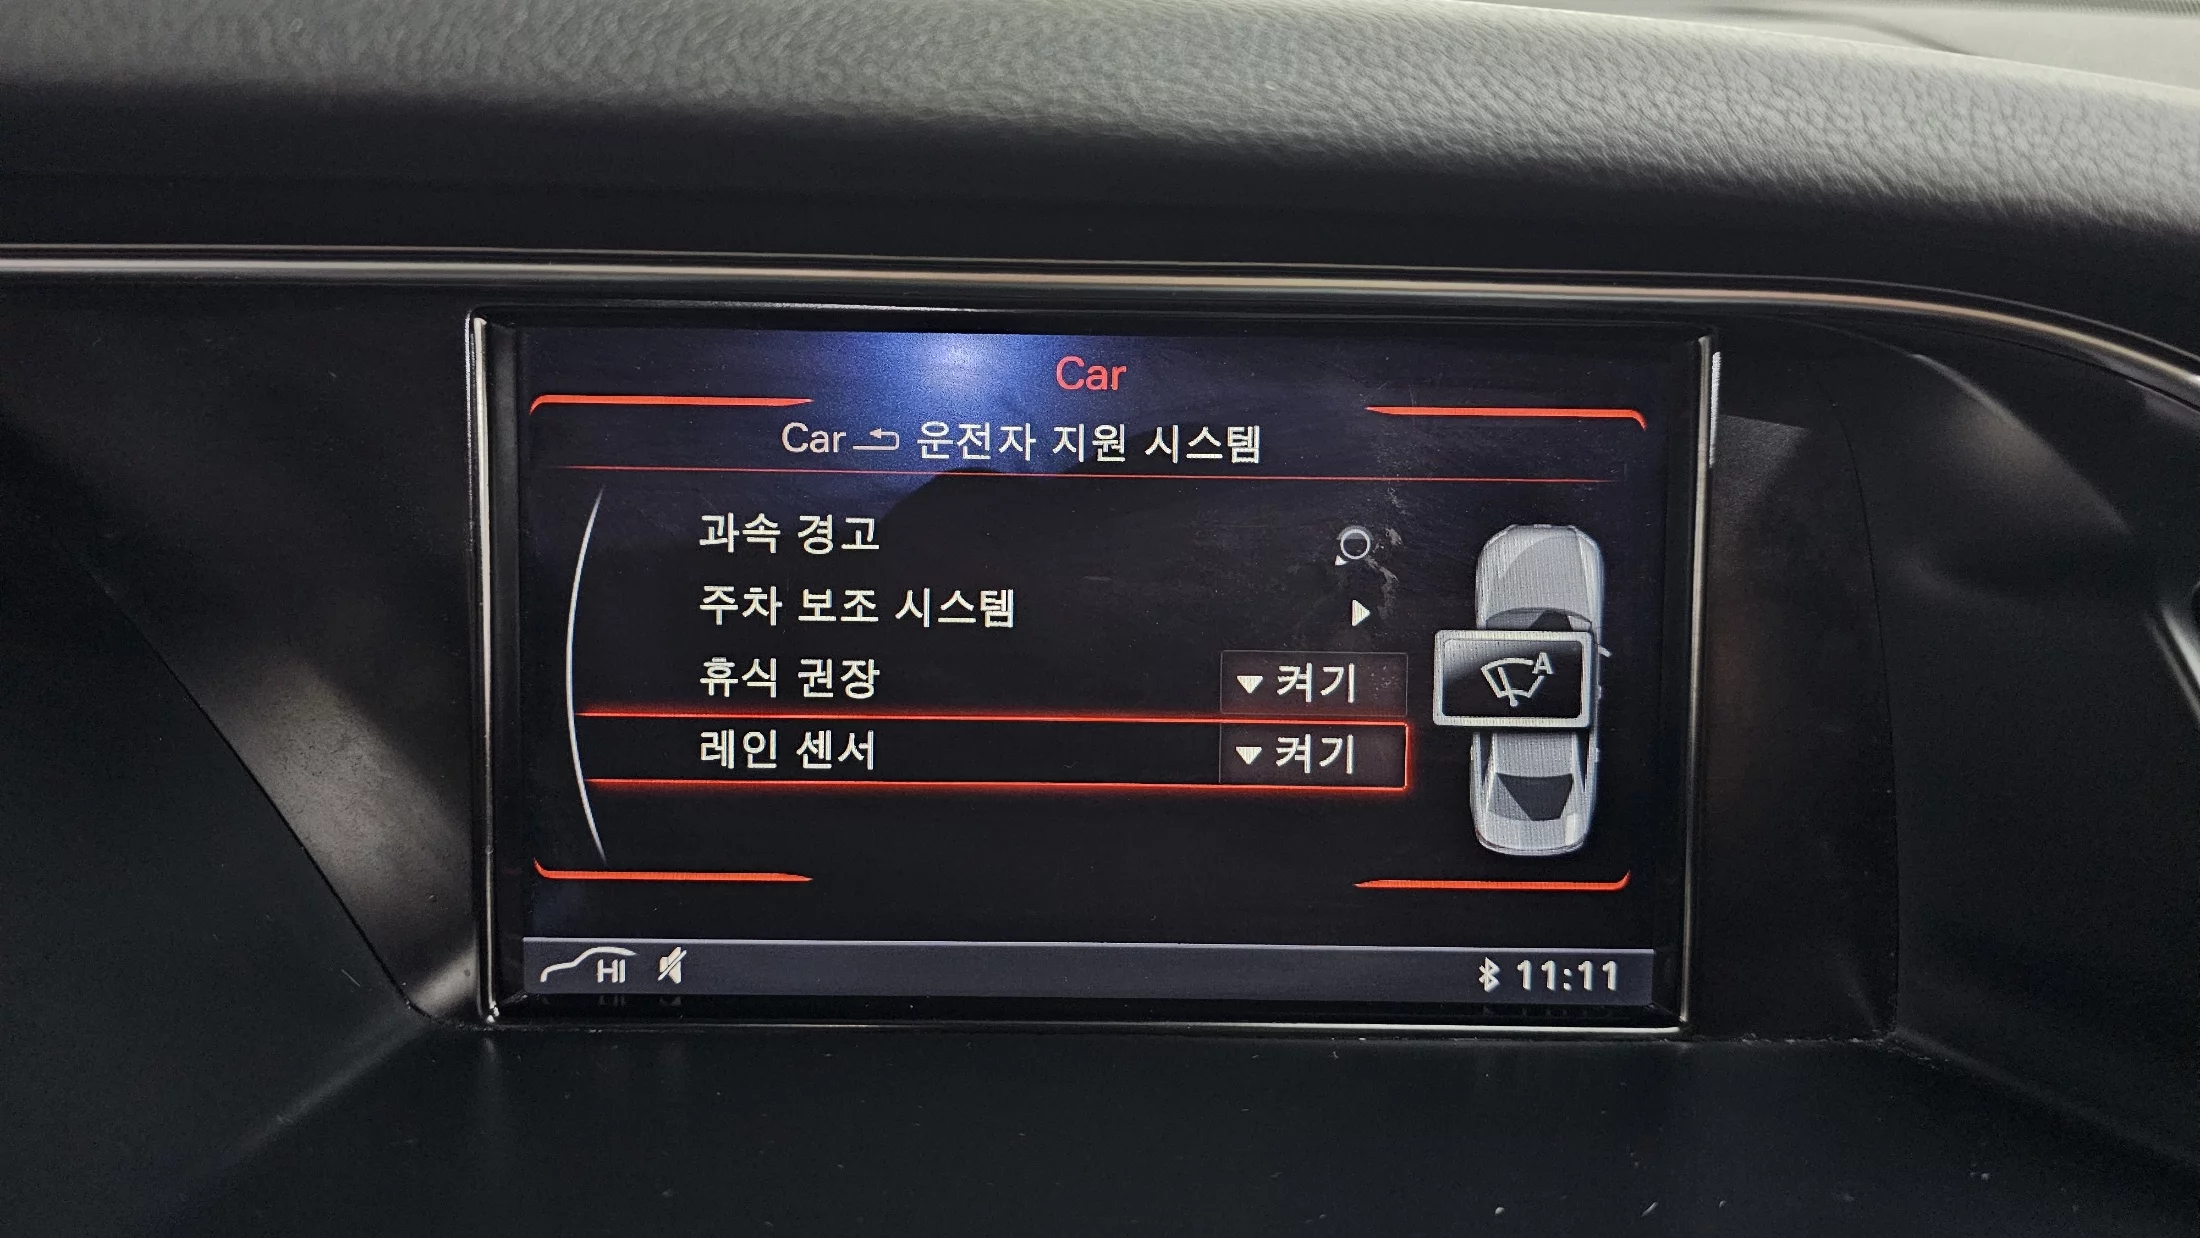 Car
Car 운전자 지원 시스템
과속 경고
주차 보조 시스템
휴식 권장 켜기
A
레인 센서 켜기
HI 11:11